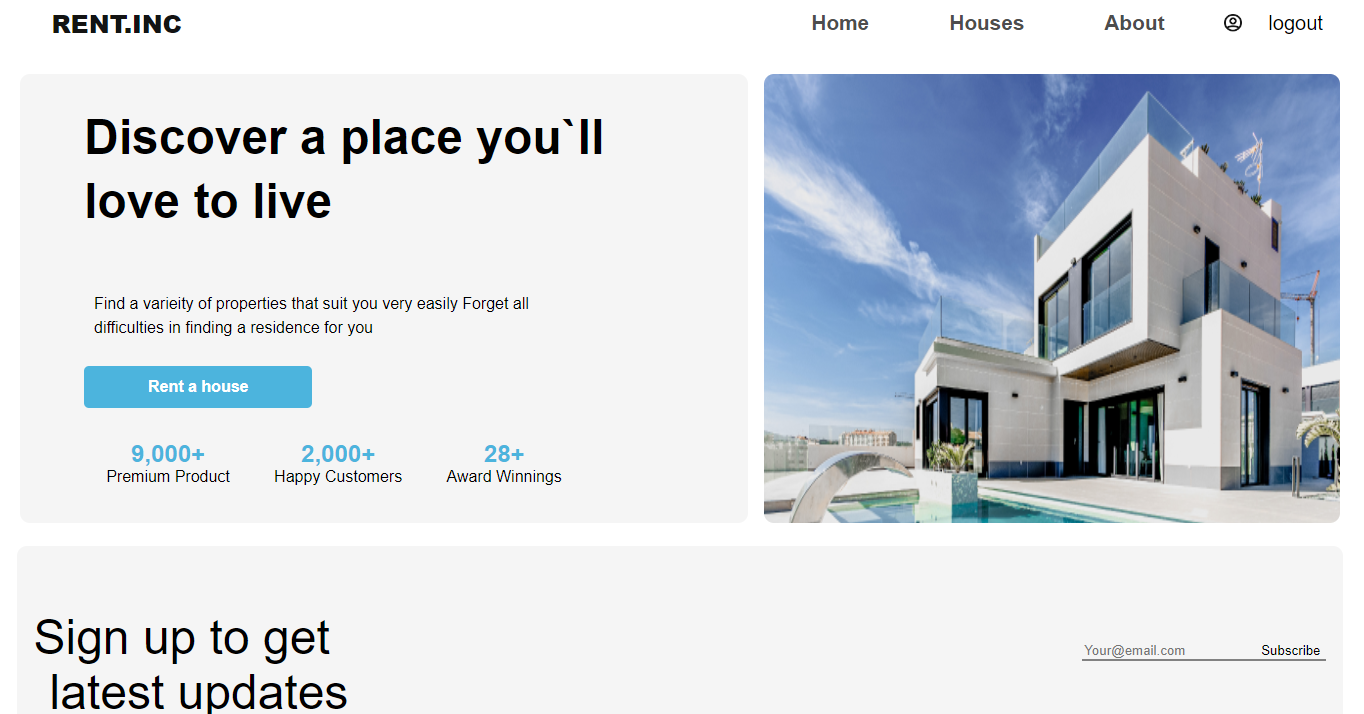 RENT.INC
Home
Houses
About
logout
Discover a place you`ll
love to live
Find a varieity of properties that suit you very easily Forget all
difficulties in finding a residence for you
Rent a house
9,000+
Premium Product
2,000+
Happy Customers
28+
Award Winnings
Sign up to get
latest updates
Your@email.com
Subscribe